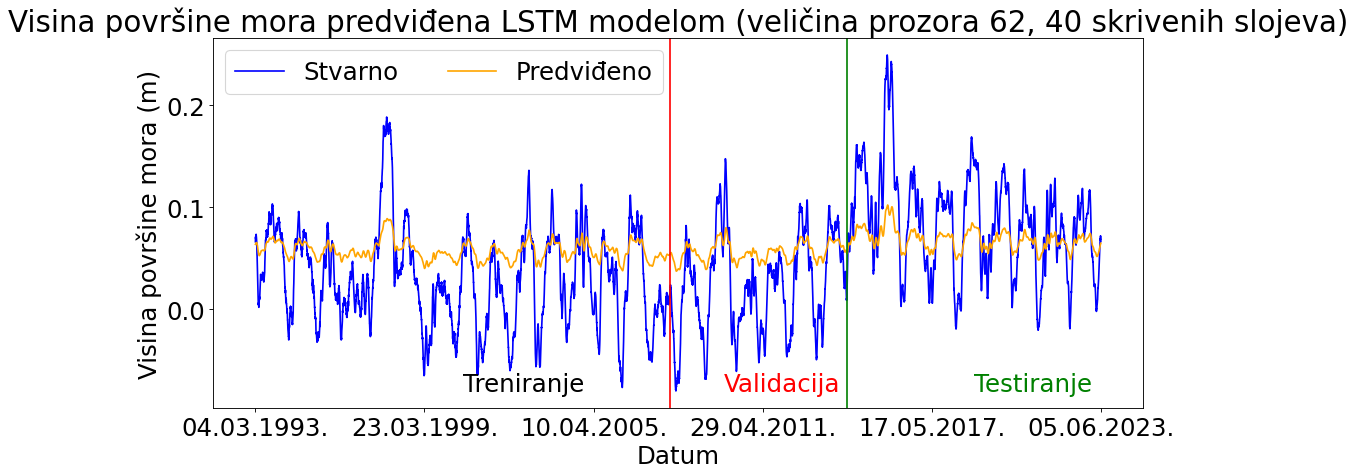 Visina površine mora predviđena LSTM modelom (veličina prozora 62, 40 skrivenih slojeva)
Stvarno Predviđeno
Visina površine mora (m)
0.2
0.1
0.0
Treniranje Validacija Testiranje
04.03.1993. 23.03.1999. 10.04.2005. 29.04.2011. 17.05.2017. 05.06.2023.
Datum